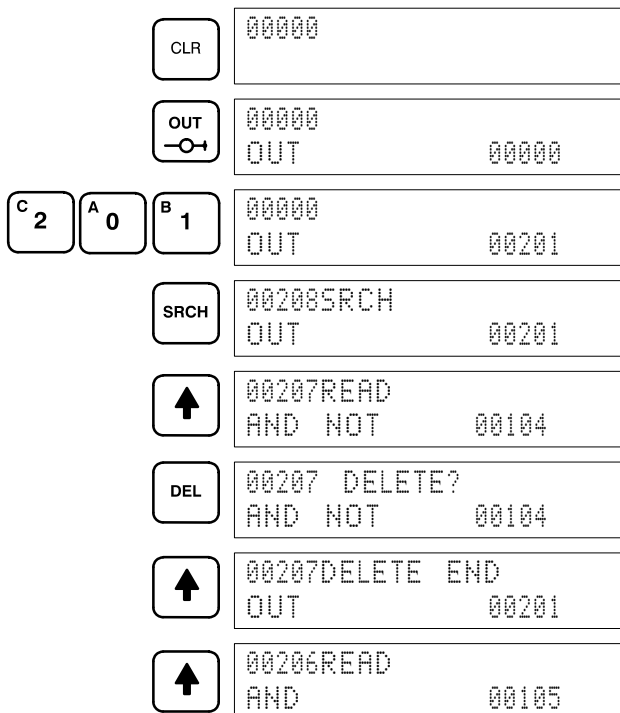 CLR
00000
OUT
00000
OUT 00000
C 2 A 0 B 1
00000
OUT 00201
SRCH
00208SRCH
OUT 00201
00207READ
AND NOT 00104
DEL
00207 DELETE?
AND NOT 00104
00207DELETE END
OUT 00201
00206READ
AND 00105